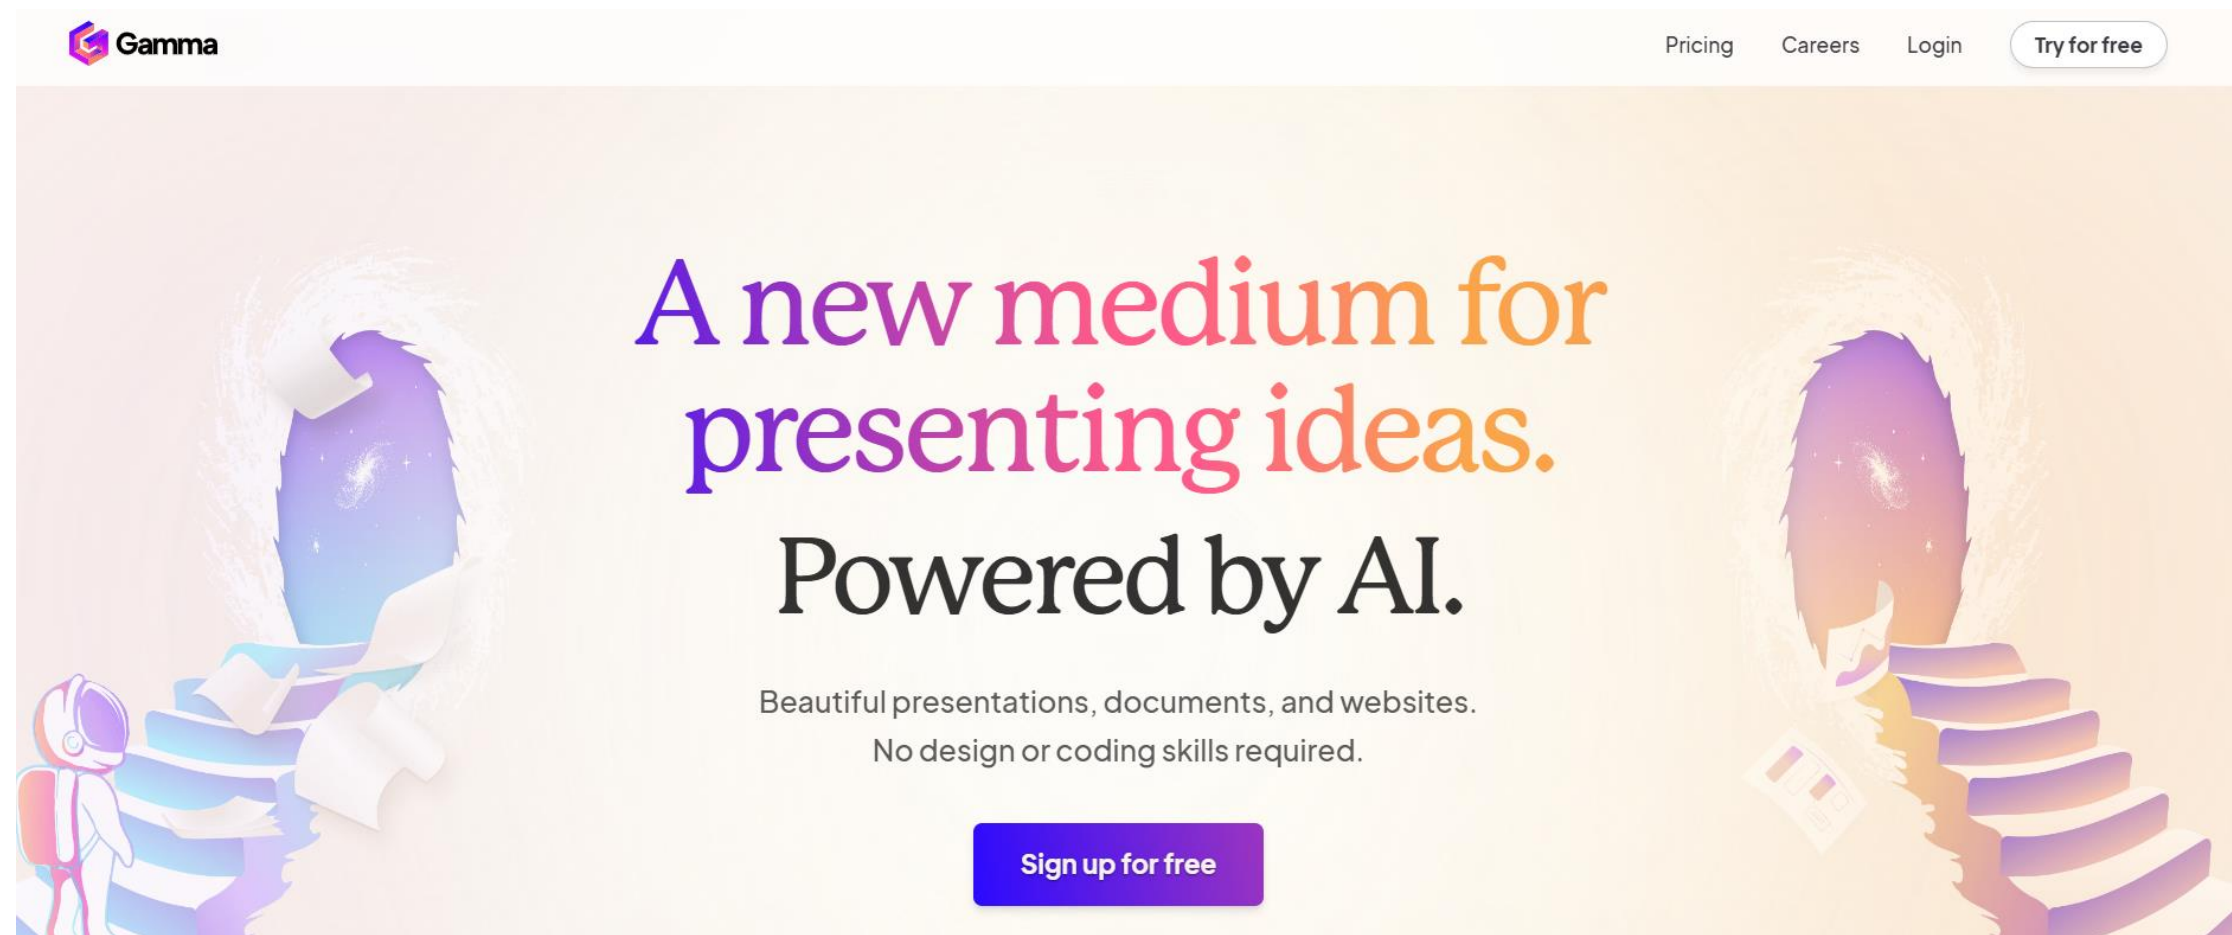 Gamma
Pricing
Careers
Login
Try for free
A new medium for
presenting ideas.
Powered by AI.
Beautiful presentations, documents, and websites.
No design or coding skills required.
Sign up for free